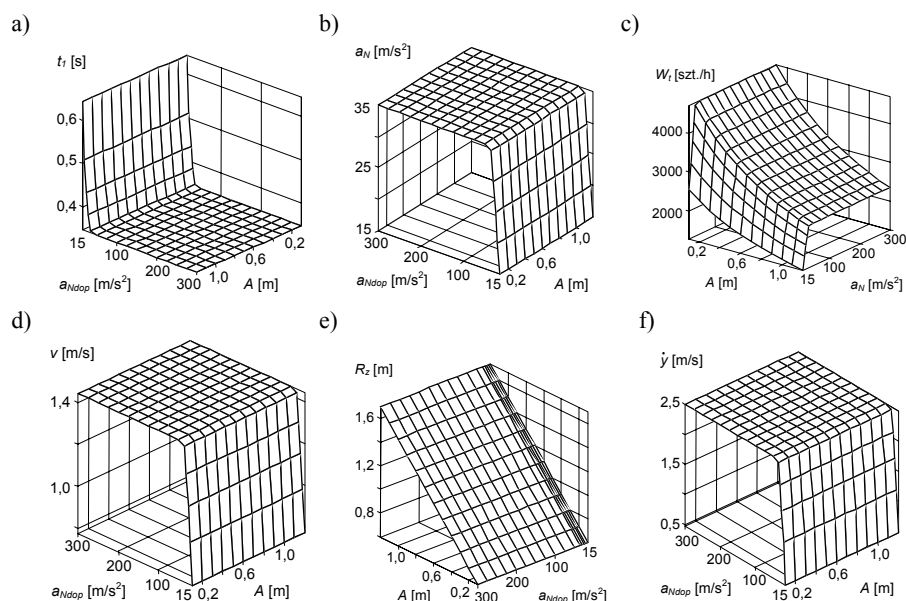 a)
t₁ [s]
0,6
0,5
0,4
15
100
200
300
aNdop [m/s²]
1,0
0,6
0,2
A [m]
b)
aN [m/s²]
35
25
15
300
200
100
15
aNdop [m/s²]
0,2
0,6
1,0
A [m]
c)
Wt [szt./h]
4000
3000
2000
0,2
0,6
1,0
A [m]
15
100
200
300
aN [m/s²]
d)
v [m/s]
1,4
1,0
300
200
100
15
aNdop [m/s²]
0,2
0,6
1,0
A [m]
e)
Rz [m]
1,6
1,2
0,8
1,0
0,6
0,2
A [m]
300
200
100
15
aNdop [m/s²]
f)
ẏ [m/s]
2,5
1,5
0,5
300
200
100
15
aNdop [m/s²]
0,2
0,6
1,0
A [m]